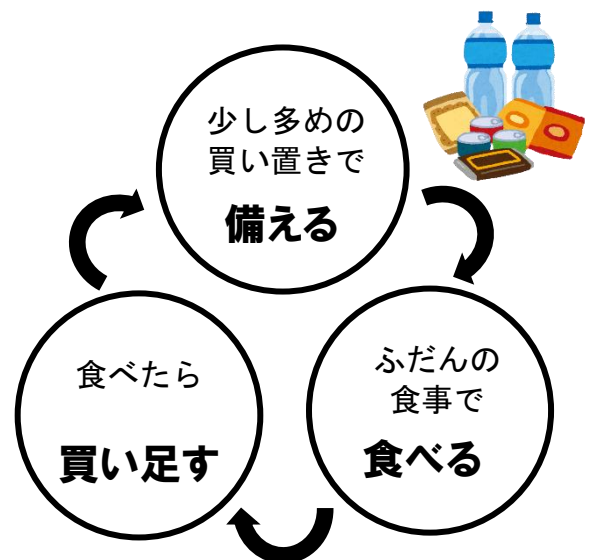 少し多めの
買い置きで
備える
ふだんの
食事で
食べる
食べたら
買い足す